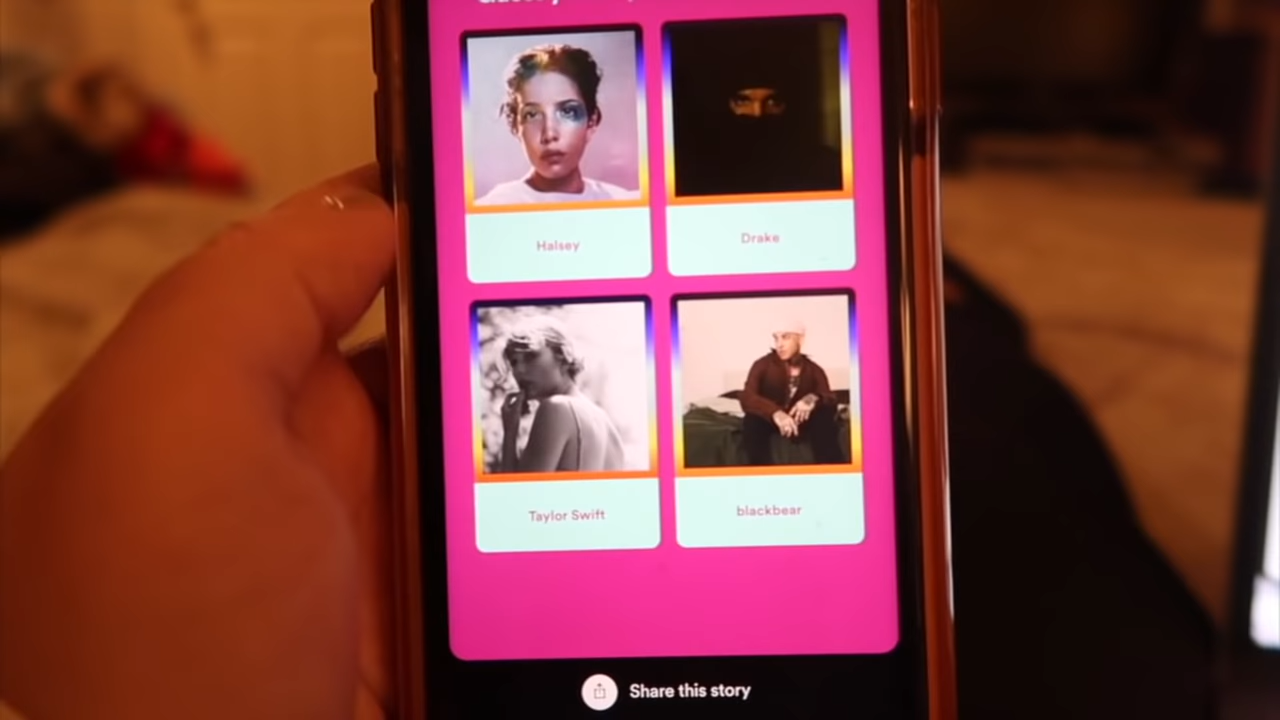 Halsey
Drake
Taylor Swift
blackbear
Share this story